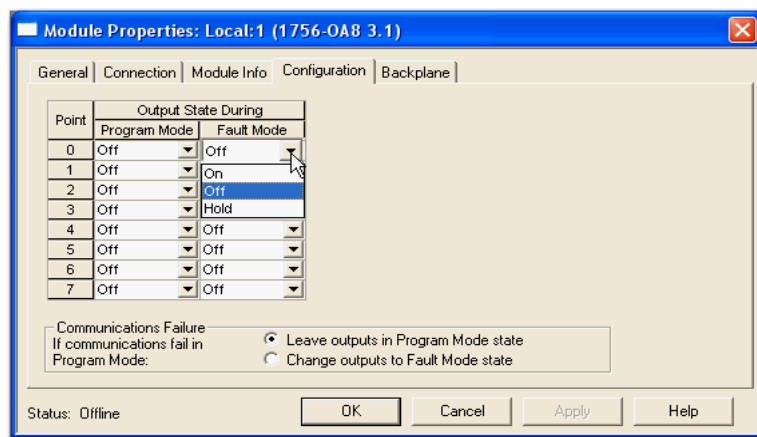 Module Properties: Local:1 (1756-OA8 3.1)
General Connection Module Info Configuration Backplane
Point Output State During
Program Mode Fault Mode
0 Off Off
1 Off On
2 Off Off
3 Off Hold
4 Off Off
5 Off Off
6 Off Off
7 Off Off
Communications Failure
If communications fail in
Program Mode:
Leave outputs in Program Mode state
Change outputs to Fault Mode state
Status: Offline
OK Cancel Apply Help